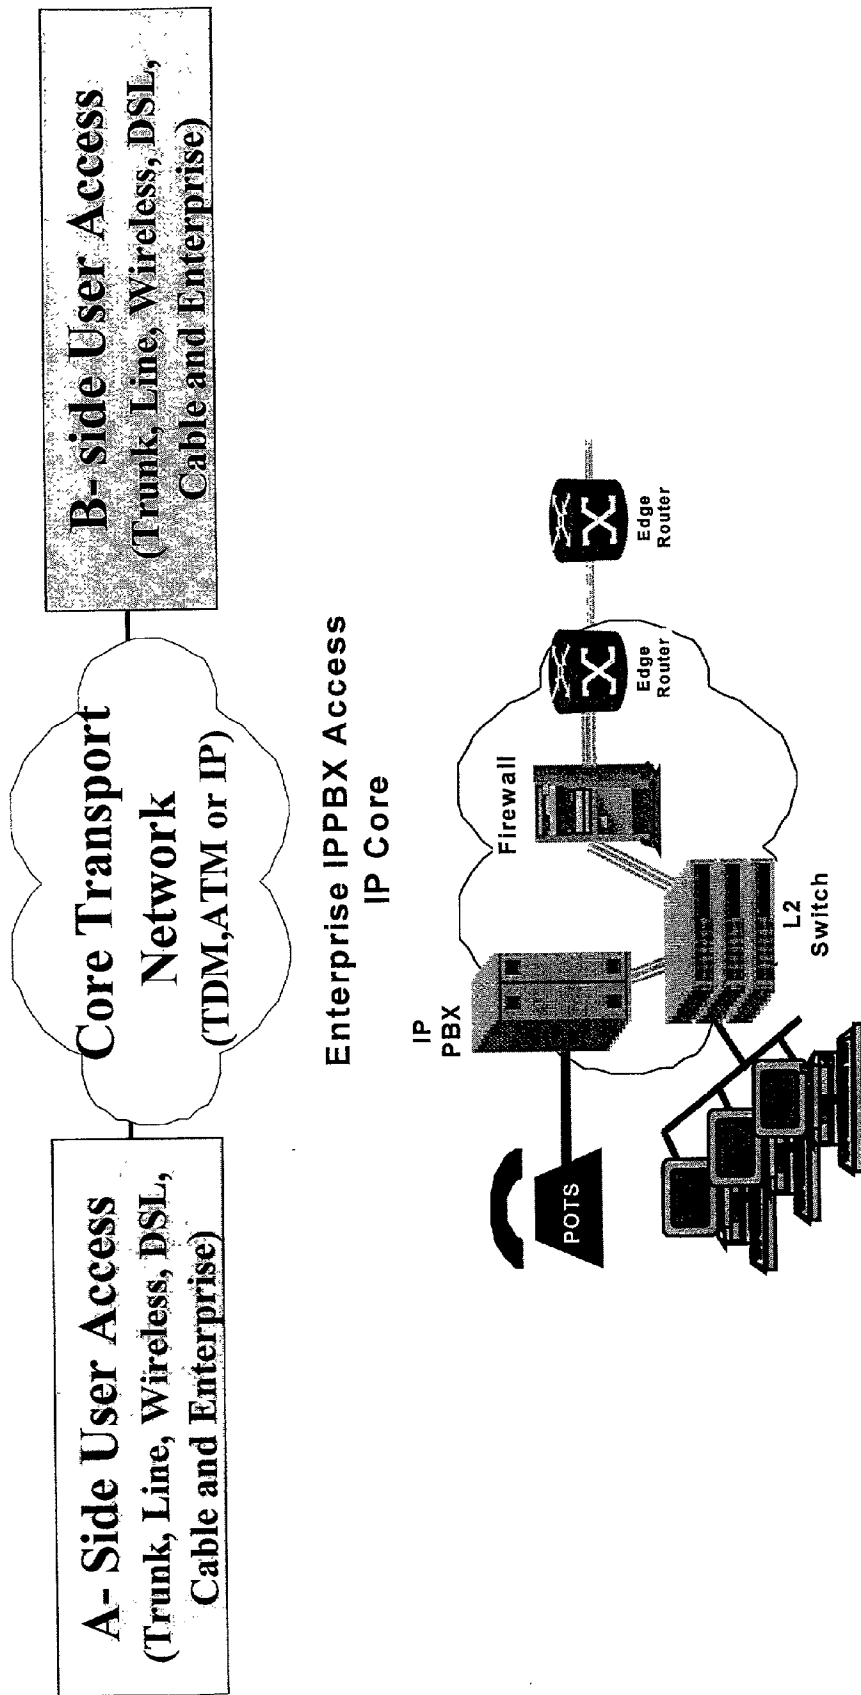 A- Side User Access
(Trunk, Line, Wireless, DSL,
Cable and Enterprise)
Core Transport
Network
(TDM,ATM or IP)
B- side User Access
(Trunk, Line, Wireless, DSL,
Cable and Enterprise)
Enterprise IPPBX Access
IP Core
POTS
IP
PBX
L2
Switch
Firewall
Edge
Router
Edge
Router